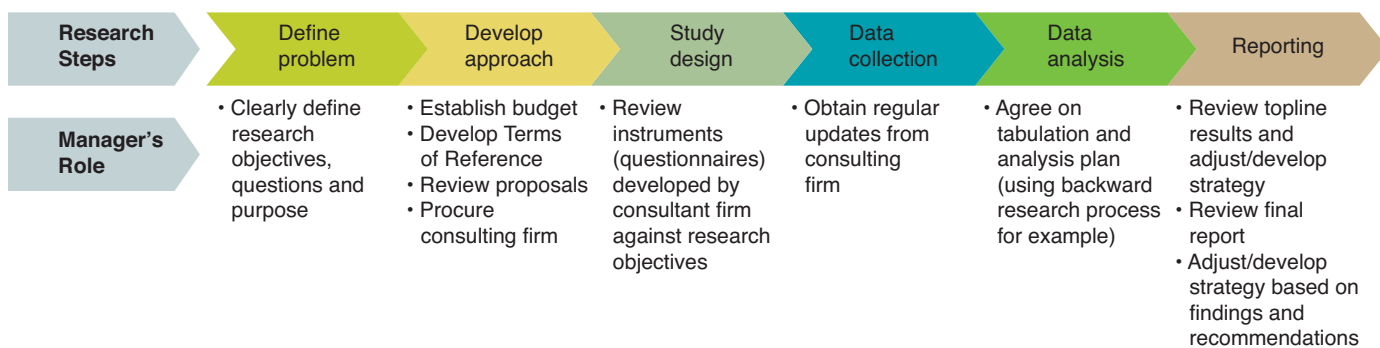 Research
Steps
Define
problem
Develop
approach
Study
design
Data
collection
Data
analysis
Reporting
Manager's
Role
• Clearly define
research
objectives,
questions and
purpose
• Establish budget
• Develop Terms
of Reference
• Review proposals
• Procure
consulting firm
• Review
instruments
(questionnaires)
developed by
consultant firm
against research
objectives
• Obtain regular
updates from
consulting
firm
• Agree on
tabulation and
analysis plan
(using backward
research process
for example)
• Review topline
results and
adjust/develop
strategy
• Review final
report
• Adjust/develop
strategy based on
findings and
recommendations